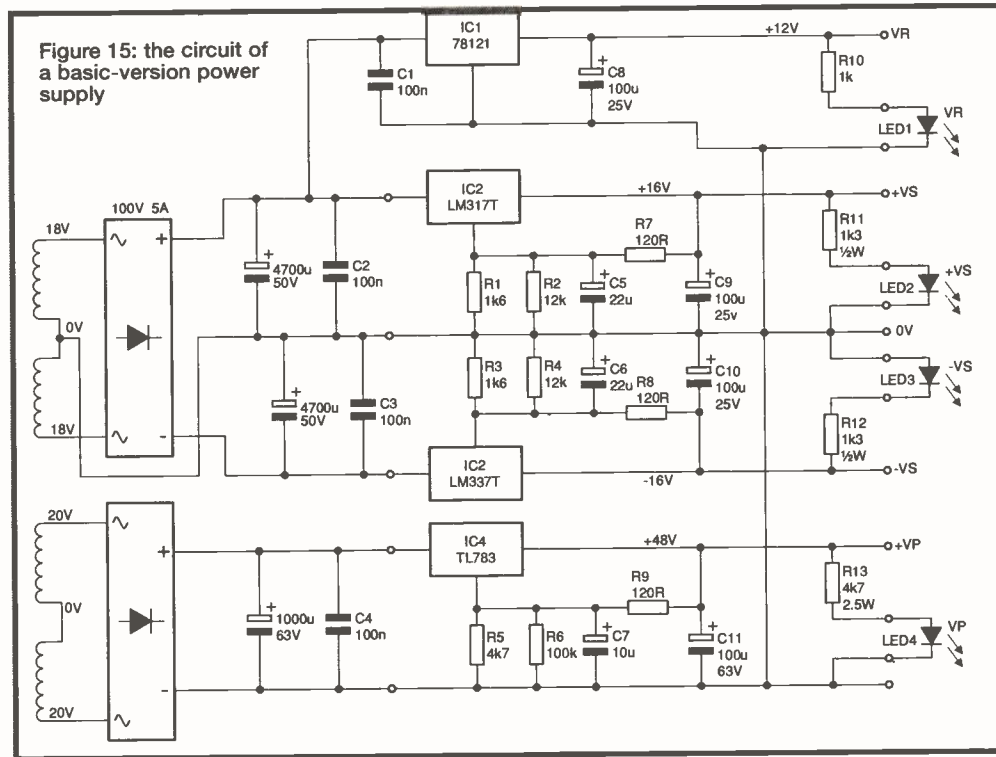 Figure 15: the circuit of
a basic-version power
supply
IC1
78121
+12V
VR
C1
100n
+
C8
100u
25V
R10
1k
VR
LED1
100V 5A
18V
0V
18V
+
-
+
4700u
50V
C2
100n
+
4700u
50V
C3
100n
IC2
LM317T
+16V
+VS
R7
120R
R1
1k6
R2
12k
+
C5
22u
+
C9
100u
25v
R11
1k3
½W
+VS
LED2
0V
R3
1k6
R4
12k
+
C6
22u
R8
120R
+
C10
100u
25V
-VS
LED3
R12
1k3
½W
IC2
LM337T
-16V
-VS
20V
0V
20V
+
-
+
1000u
63V
C4
100n
IC4
TL783
+48V
+VP
R9
120R
R5
4k7
R6
100k
+
C7
10u
+
C11
100u
63V
R13
4k7
2.5W
VP
LED4